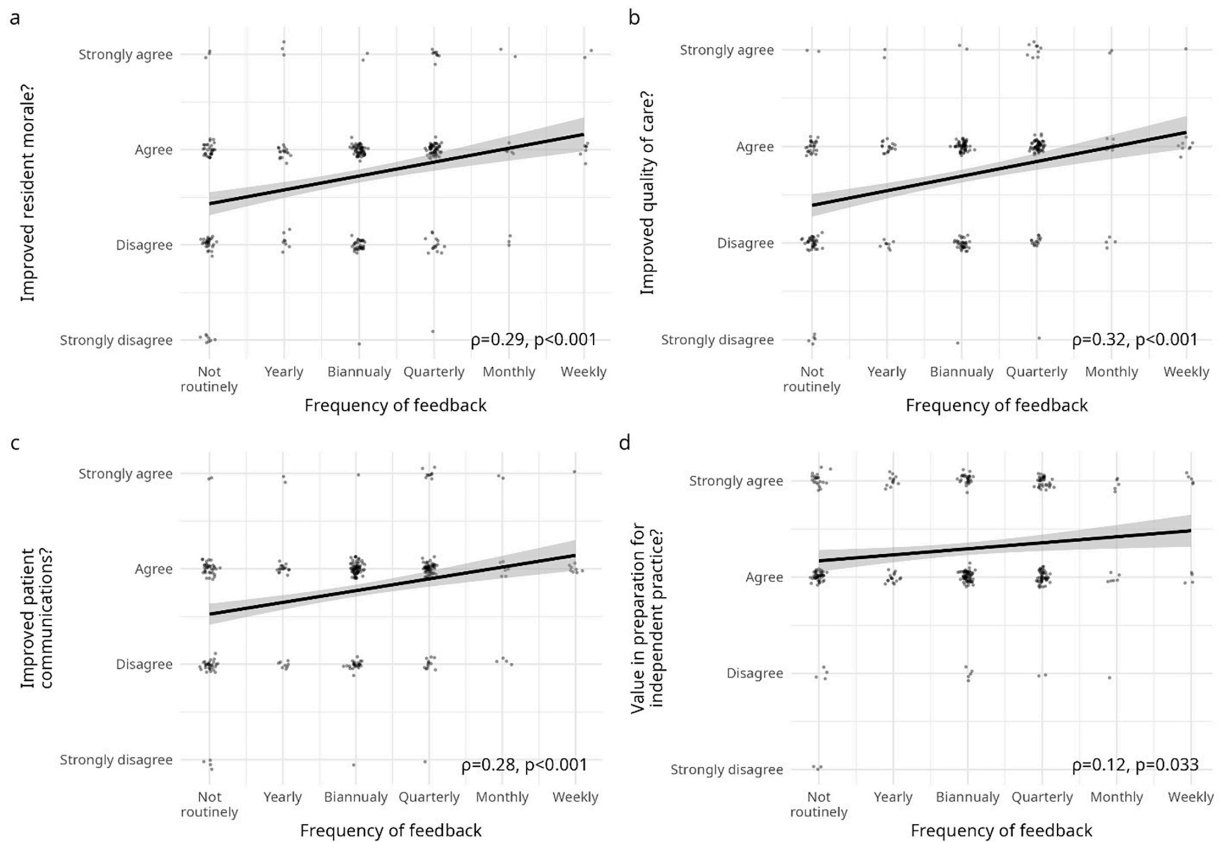 a
Improved resident morale?
Strongly agree
Agree
Disagree
Strongly disagree
ρ=0.29, p<0.001
Not
routinely
Yearly
Biannualy
Quarterly
Monthly
Weekly
Frequency of feedback
b
Improved quality of care?
Strongly agree
Agree
Disagree
Strongly disagree
ρ=0.32, p<0.001
Not
routinely
Yearly
Biannualy
Quarterly
Monthly
Weekly
Frequency of feedback
c
Improved patient
communications?
Strongly agree
Agree
Disagree
Strongly disagree
ρ=0.28, p<0.001
Not
routinely
Yearly
Biannualy
Quarterly
Monthly
Weekly
Frequency of feedback
d
Value in preparation for
independent practice?
Strongly agree
Agree
Disagree
Strongly disagree
ρ=0.12, p=0.033
Not
routinely
Yearly
Biannualy
Quarterly
Monthly
Weekly
Frequency of feedback